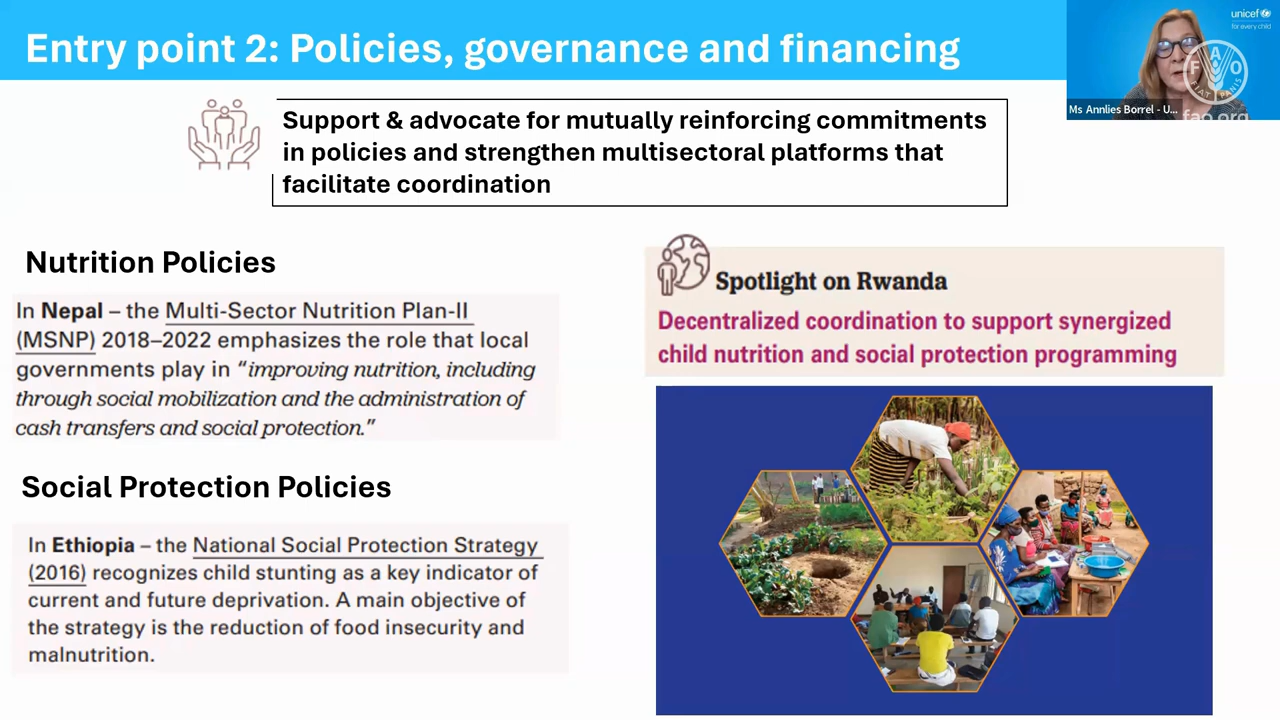 Entry point 2: Policies, governance and financing
unicef
for every child
F A O
FIAT PANIS
Ms Annlies Borrel - U...
fao.org
Support & advocate for mutually reinforcing commitments
in policies and strengthen multisectoral platforms that
facilitate coordination
Nutrition Policies
In Nepal – the Multi-Sector Nutrition Plan-II
(MSNP) 2018–2022 emphasizes the role that local
governments play in “improving nutrition, including
through social mobilization and the administration of
cash transfers and social protection.”
Social Protection Policies
In Ethiopia – the National Social Protection Strategy
(2016) recognizes child stunting as a key indicator of
current and future deprivation. A main objective of
the strategy is the reduction of food insecurity and
malnutrition.
Spotlight on Rwanda
Decentralized coordination to support synergized
child nutrition and social protection programming